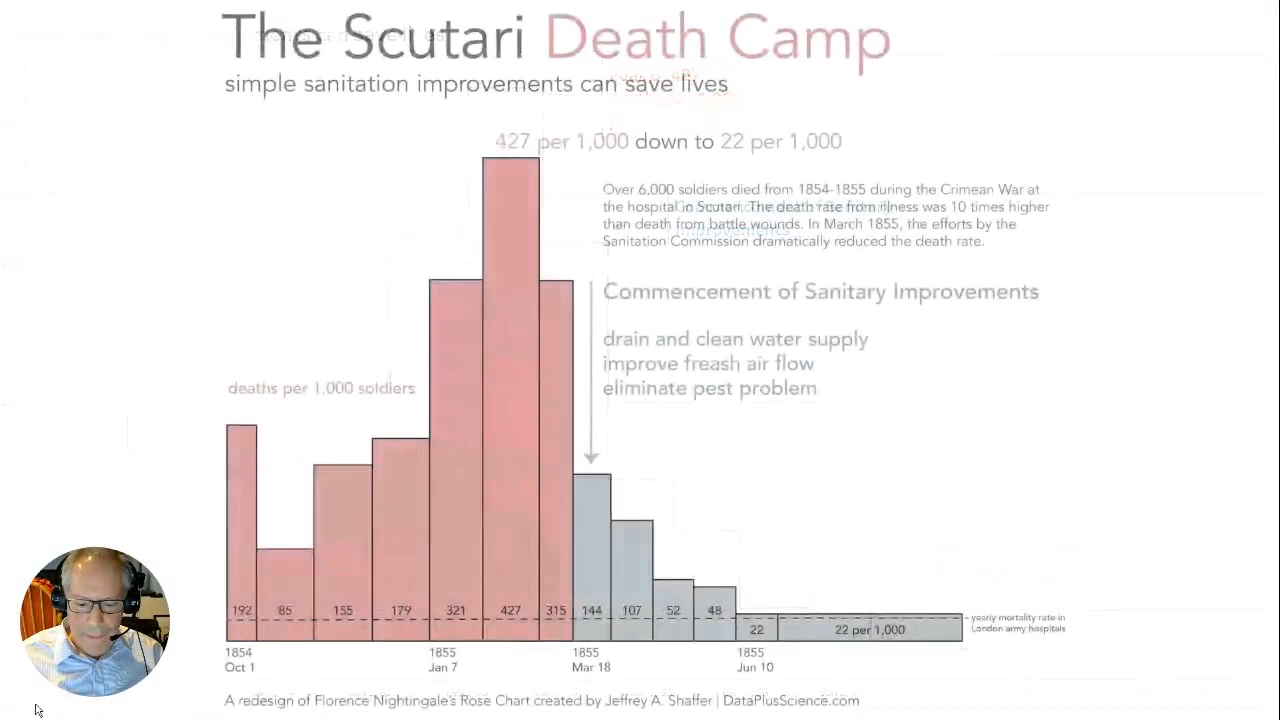 The Scutari Death Camp
simple sanitation improvements can save lives
427 per 1,000 down to 22 per 1,000
Over 6,000 soldiers died from 1854-1855 during the Crimean War at
the hospital in Scutari. The death rate from illness was 10 times higher
than death from battle wounds. In March 1855, the efforts by the
Sanitation Commission dramatically reduced the death rate.
Commencement of Sanitary Improvements
drain and clean water supply
improve freash air flow
eliminate pest problem
deaths per 1,000 soldiers
192 85 155 179 321 427 315 144 107 52 48 22 22 per 1,000
yearly mortality rate in
London army hospitals
1854 1855 1855 1855
Oct 1 Jan 7 Mar 18 Jun 10
A redesign of Florence Nightingale's Rose Chart created by Jeffrey A. Shaffer | DataPlusScience.com